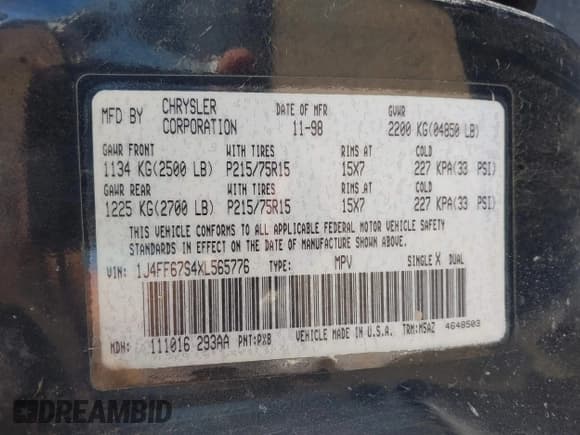 MFD BY CHRYSLER CORPORATION DATE OF MFR 11-98 GVWR 2200 KG(04850 LB)
GAWR FRONT WITH TIRES RIMS AT COLD
1134 KG(2500 LB) P215/75R15 15X7 227 KPA(33 PSI)
GAWR REAR WITH TIRES RIMS AT COLD
1225 KG(2700 LB) P215/75R15 15X7 227 KPA(33 PSI)
THIS VEHICLE CONFORMS TO ALL APPLICABLE FEDERAL MOTOR VEHICLE SAFETY
STANDARDS IN EFFECT ON THE DATE OF MANUFACTURE SHOWN ABOVE.
VIN: 1J4FF67S4XL565776 TYPE: MPV SINGLE X DUAL
MDH: 111016 293AA PNT:PX8 VEHICLE MADE IN U.S.A. TRM:MSAZ 4648503
DREAMBID